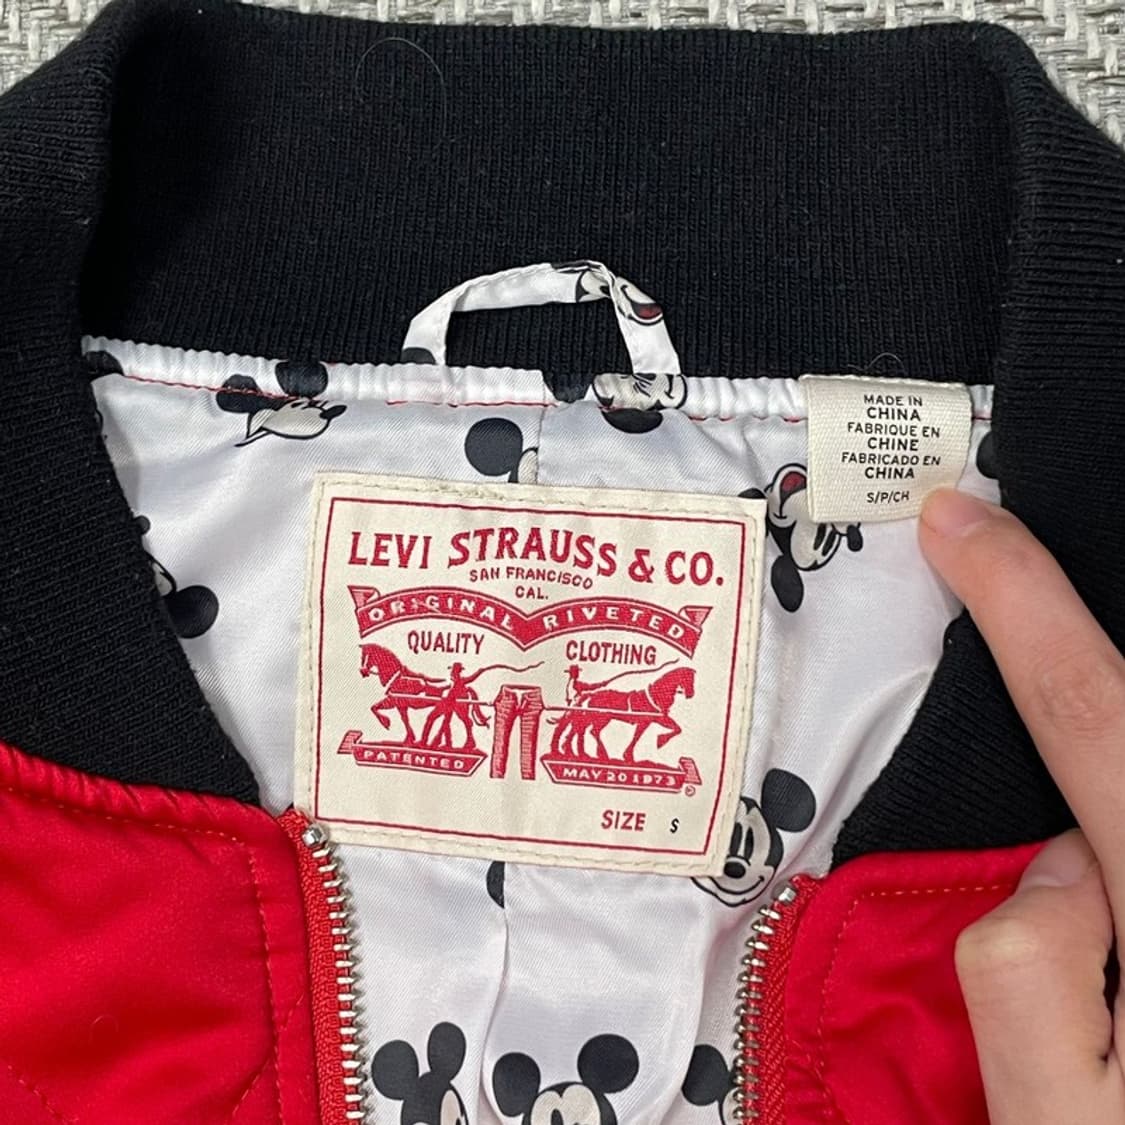 MADE IN
CHINA
FABRIQUE EN
CHINE
FABRICADO EN
CHINA
S/P/CH
LEVI STRAUSS & CO.
SAN FRANCISCO
CAL.
ORIGINAL RIVETED
QUALITY CLOTHING
PATENTED MAY 20 1973
®
SIZE S